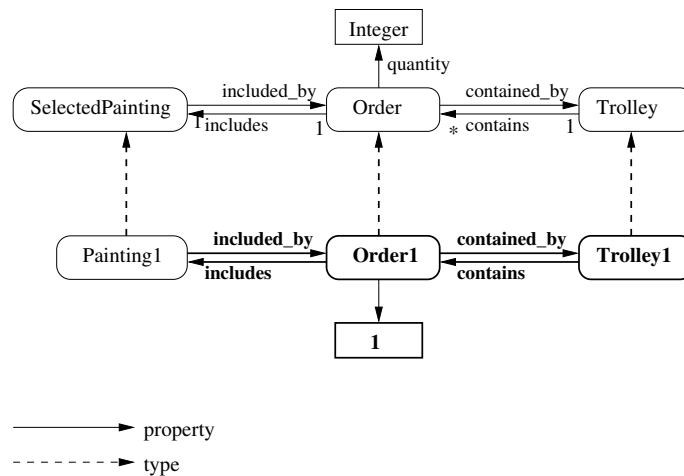 Integer
quantity
included_by
contained_by
SelectedPainting
Order
Trolley
1
includes
1
*
contains
1
included_by
contained_by
Painting1
Order1
Trolley1
includes
contains
1
property
type